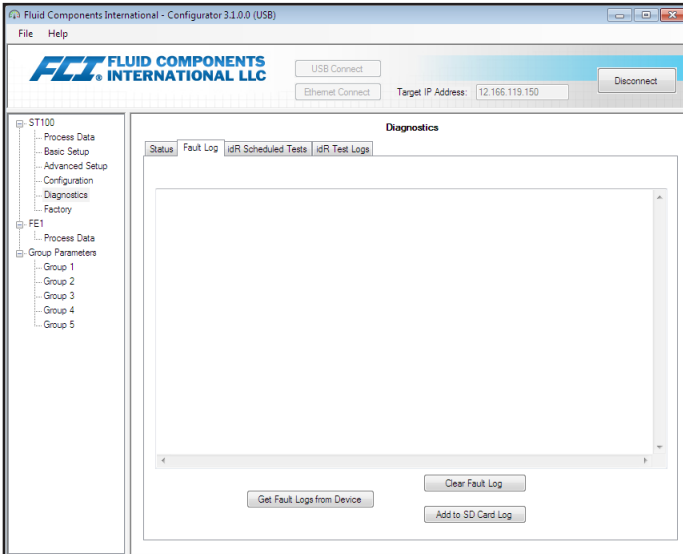 Fluid Components International - Configurator 3.1.0.0 (USB)
File Help
FCI FLUID COMPONENTS
® INTERNATIONAL LLC
USB Connect
Ethernet Connect
Target IP Address: 12.166.119.150
Disconnect
ST100
Process Data
Basic Setup
Advanced Setup
Configuration
Diagnostics
Factory
FE1
Process Data
Group Parameters
Group 1
Group 2
Group 3
Group 4
Group 5
Diagnostics
Status Fault Log idR Scheduled Tests idR Test Logs
Get Fault Logs from Device
Clear Fault Log
Add to SD Card Log